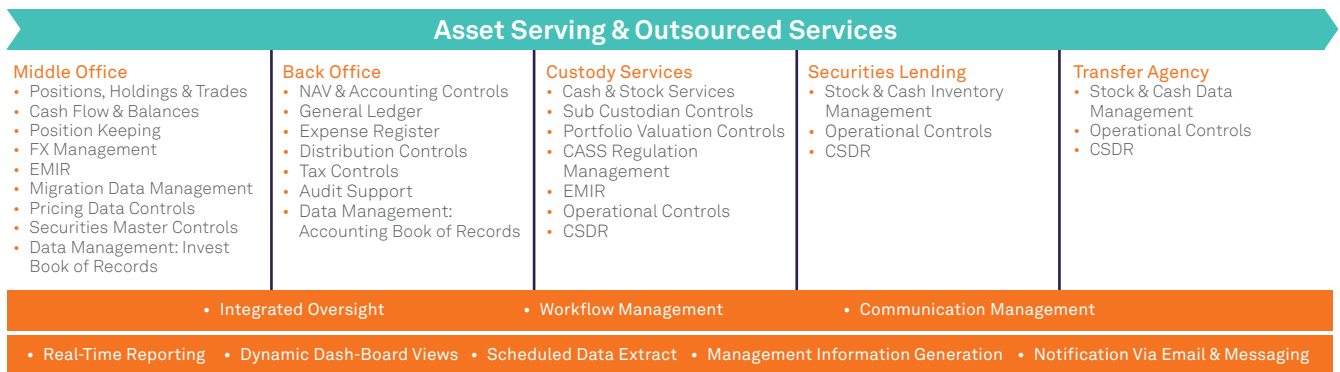 Asset Serving & Outsourced Services
Middle Office
• Positions, Holdings & Trades
• Cash Flow & Balances
• Position Keeping
• FX Management
• EMIR
• Migration Data Management
• Pricing Data Controls
• Securities Master Controls
• Data Management: Invest
Book of Records
Back Office
• NAV & Accounting Controls
• General Ledger
• Expense Register
• Distribution Controls
• Tax Controls
• Audit Support
• Data Management:
Accounting Book of Records
Custody Services
• Cash & Stock Services
• Sub Custodian Controls
• Portfolio Valuation Controls
• CASS Regulation
Management
• EMIR
• Operational Controls
• CSDR
Securities Lending
• Stock & Cash Inventory
Management
• Operational Controls
• CSDR
Transfer Agency
• Stock & Cash Data
Management
• Operational Controls
• CSDR
• Integrated Oversight • Workflow Management • Communication Management
• Real-Time Reporting • Dynamic Dash-Board Views • Scheduled Data Extract • Management Information Generation • Notification Via Email & Messaging